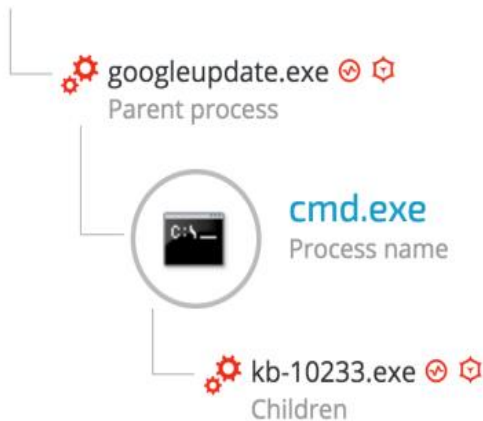 googleupdate.exe
Parent process
C:\_
cmd.exe
Process name
kb-10233.exe
Children